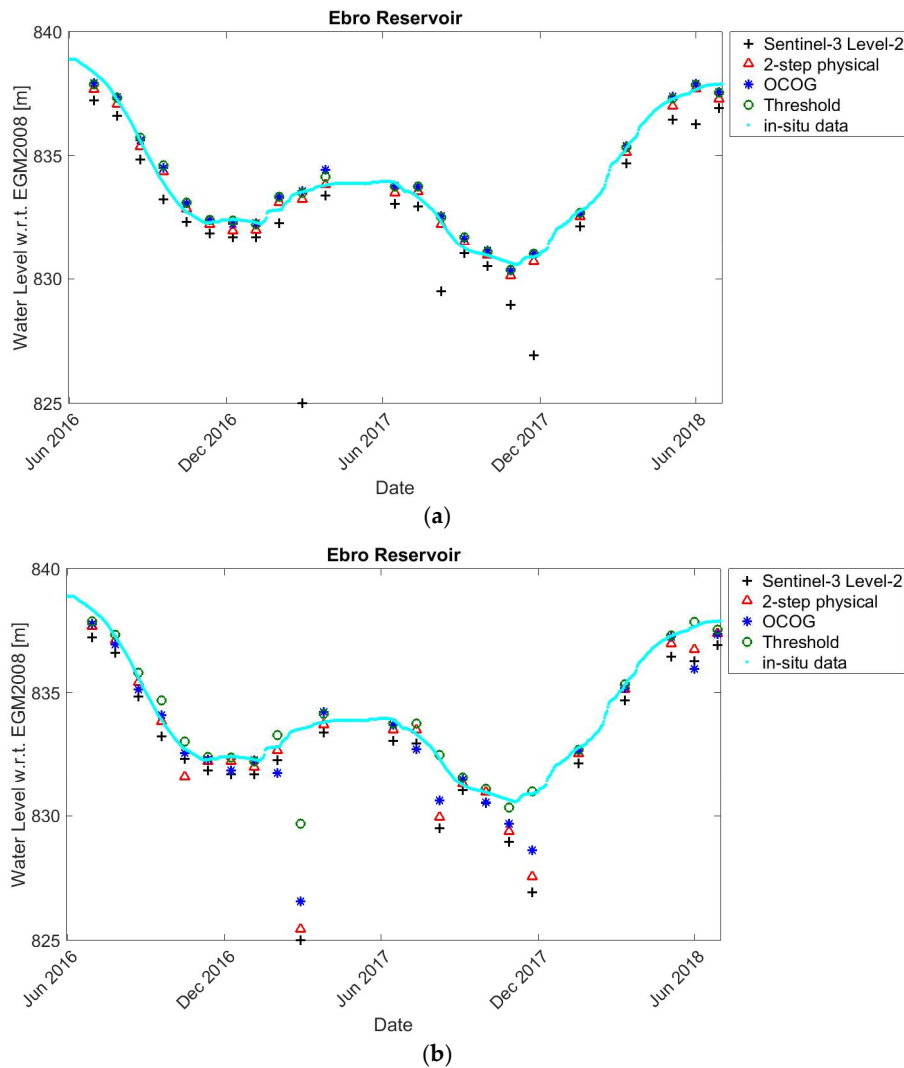 Ebro Reservoir
840
835
830
825
Water Level w.r.t. EGM2008 [m]
Jun 2016
Dec 2016
Jun 2017
Dec 2017
Jun 2018
Date
Sentinel-3 Level-2
2-step physical
OCOG
Threshold
in-situ data
(a)
Ebro Reservoir
840
835
830
825
Water Level w.r.t. EGM2008 [m]
Jun 2016
Dec 2016
Jun 2017
Dec 2017
Jun 2018
Date
Sentinel-3 Level-2
2-step physical
OCOG
Threshold
in-situ data
(b)